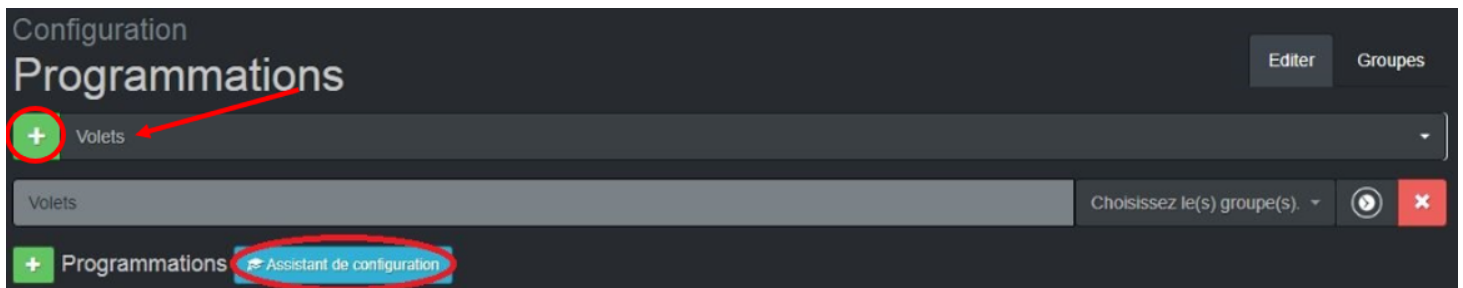 Configuration
Programmations
Editer Groupes
Volets
Volets Choisissez le(s) groupe(s).
Programmations Assistant de configuration